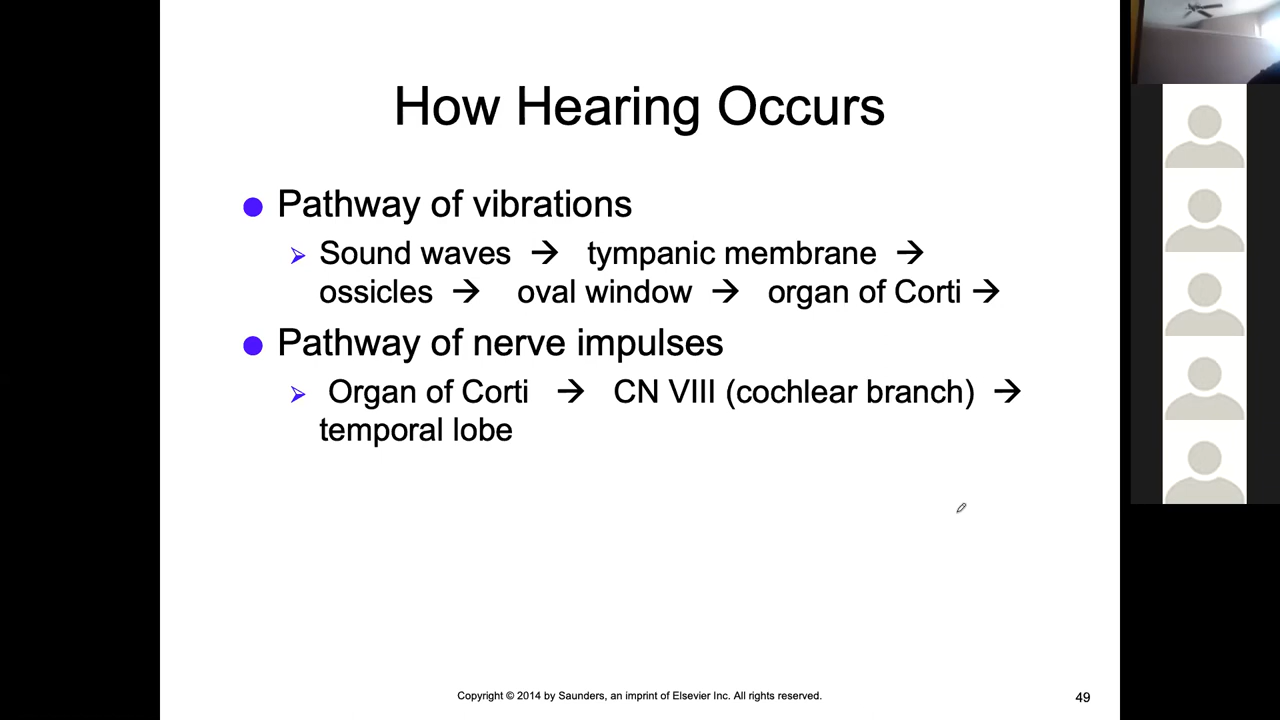 How Hearing Occurs
● Pathway of vibrations
➢ Sound waves → tympanic membrane →
ossicles → oval window → organ of Corti →
● Pathway of nerve impulses
➢ Organ of Corti → CN VIII (cochlear branch) →
temporal lobe
Copyright © 2014 by Saunders, an imprint of Elsevier Inc. All rights reserved.
49